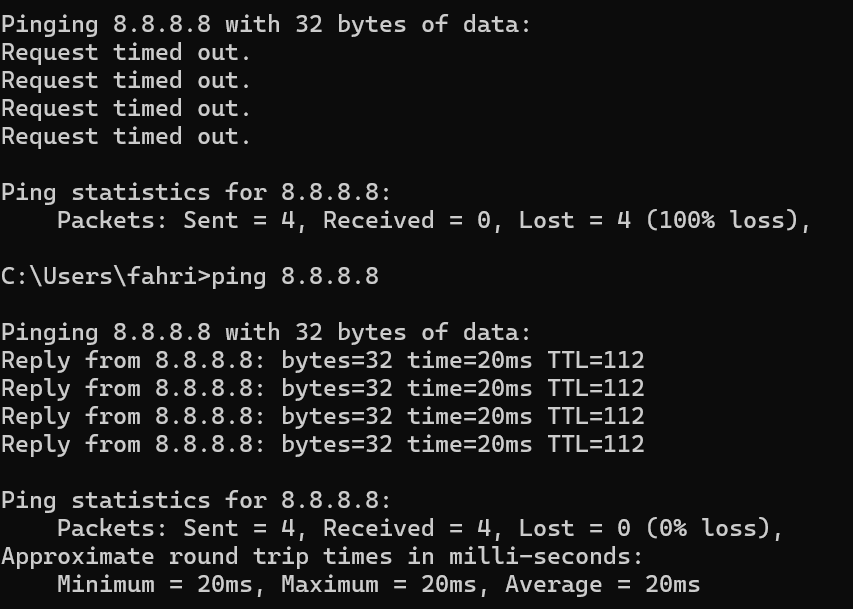 Pinging 8.8.8.8 with 32 bytes of data:
Request timed out.
Request timed out.
Request timed out.
Request timed out.
Ping statistics for 8.8.8.8:
    Packets: Sent = 4, Received = 0, Lost = 4 (100% loss),
C:\Users\fahri>ping 8.8.8.8
Pinging 8.8.8.8 with 32 bytes of data:
Reply from 8.8.8.8: bytes=32 time=20ms TTL=112
Reply from 8.8.8.8: bytes=32 time=20ms TTL=112
Reply from 8.8.8.8: bytes=32 time=20ms TTL=112
Reply from 8.8.8.8: bytes=32 time=20ms TTL=112
Ping statistics for 8.8.8.8:
    Packets: Sent = 4, Received = 4, Lost = 0 (0% loss),
Approximate round trip times in milli-seconds:
    Minimum = 20ms, Maximum = 20ms, Average = 20ms